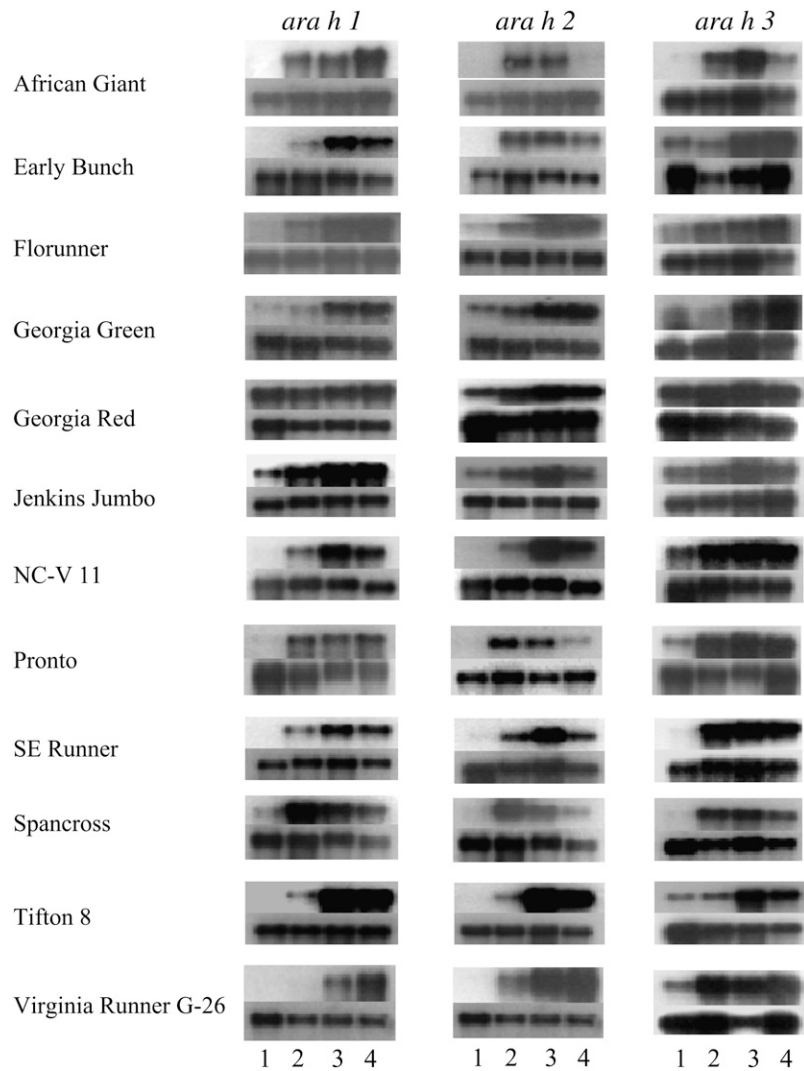 ara h 1 ara h 2 ara h 3
African Giant
Early Bunch
Florunner
Georgia Green
Georgia Red
Jenkins Jumbo
NC-V 11
Pronto
SE Runner
Spancross
Tifton 8
Virginia Runner G-26
1 2 3 4 1 2 3 4 1 2 3 4